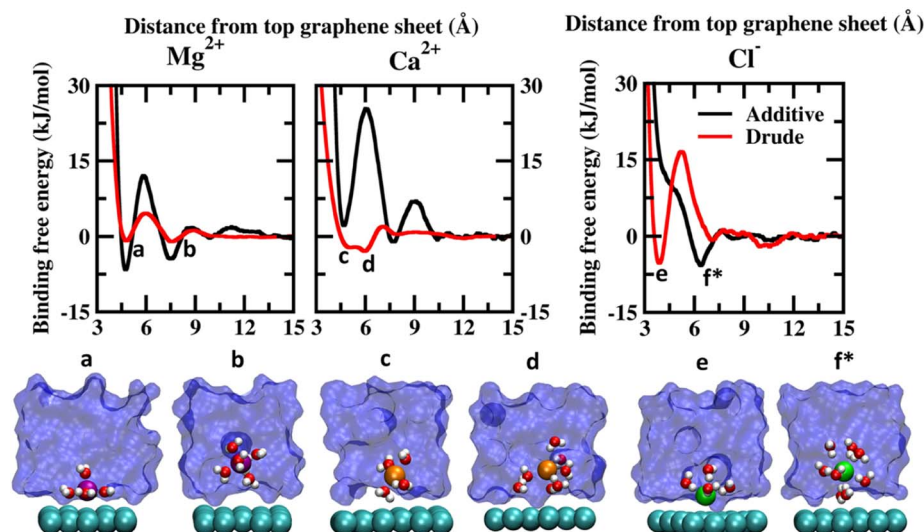 Distance from top graphene sheet (Å)
Distance from top graphene sheet (Å)
Mg2+
Ca2+
Cl-
Binding free energy (kJ/mol)
30
15
0
-15
3 6 9 12 15
a
b
30
15
0
-15
3 6 9 12 15
c
d
Binding free energy (kJ/mol)
30
15
0
-15
3 6 9 12 15
Additive
Drude
e
f*
a b c d e f*